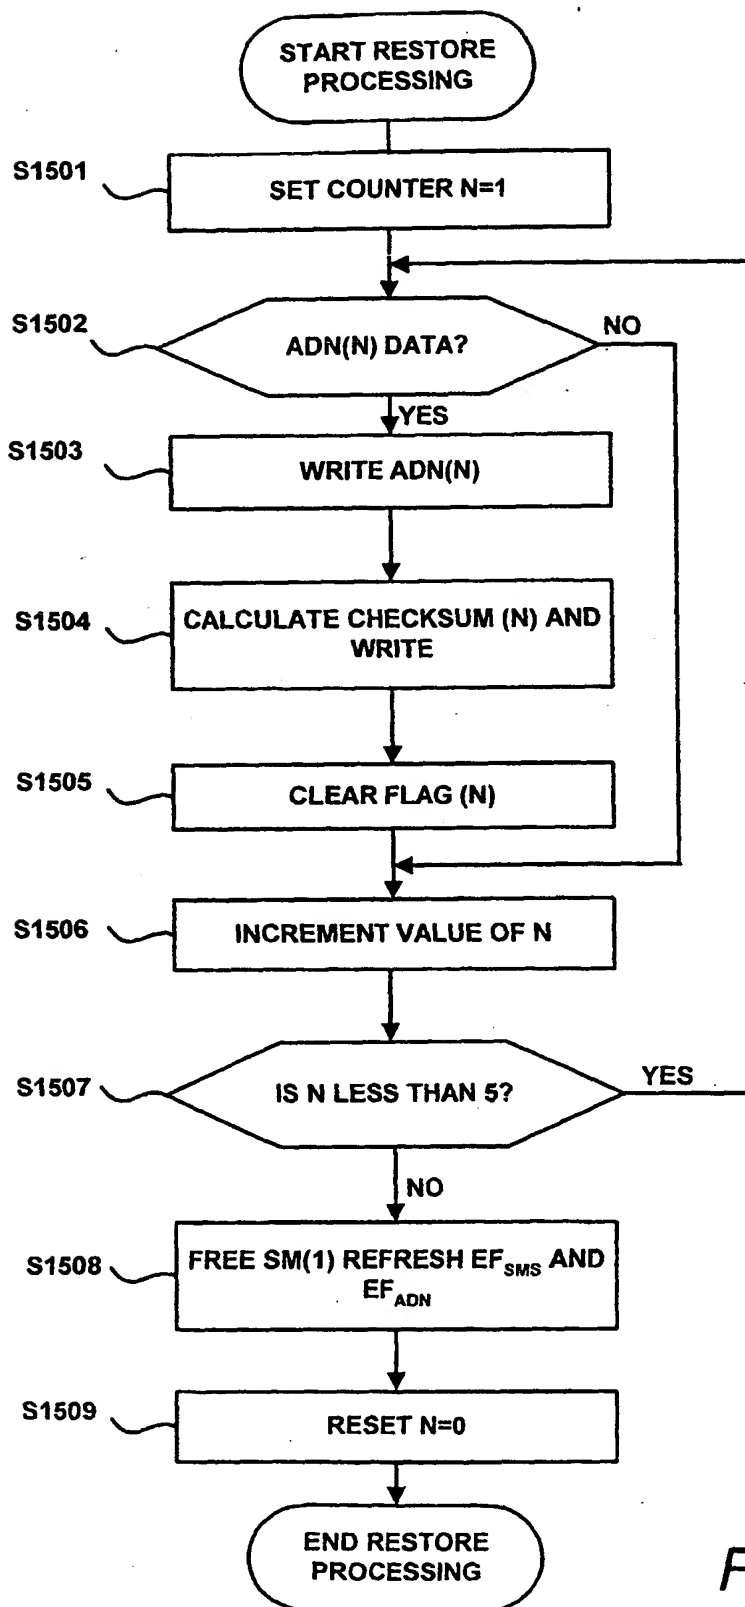 START RESTORE
PROCESSING
S1501
SET COUNTER N=1
S1502
ADN(N) DATA?
NO
YES
S1503
WRITE ADN(N)
S1504
CALCULATE CHECKSUM (N) AND
WRITE
S1505
CLEAR FLAG (N)
S1506
INCREMENT VALUE OF N
S1507
IS N LESS THAN 5?
YES
NO
S1508
FREE SM(1) REFRESH EF_SMS AND
EF_ADN
S1509
RESET N=0
END RESTORE
PROCESSING
F